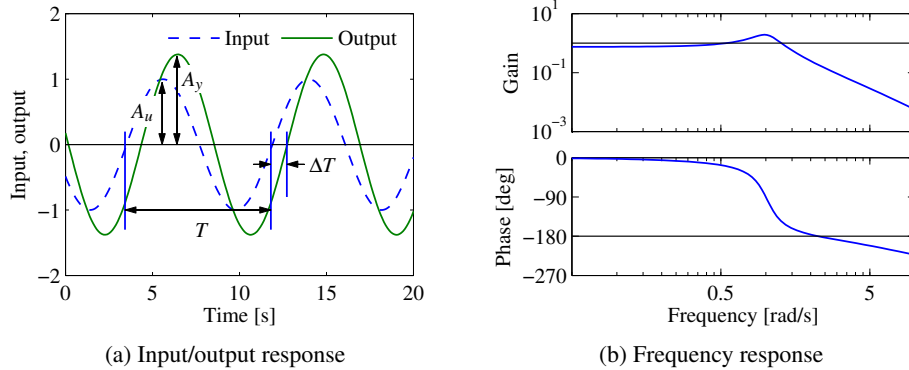 2
1
0
−1
−2
Input, output
Input
Output
A_u
A_y
ΔT
T
0
5
10
15
20
Time [s]
(a) Input/output response
10^1
10^−1
10^−3
Gain
0
−90
−180
−270
Phase [deg]
0.5
5
Frequency [rad/s]
(b) Frequency response